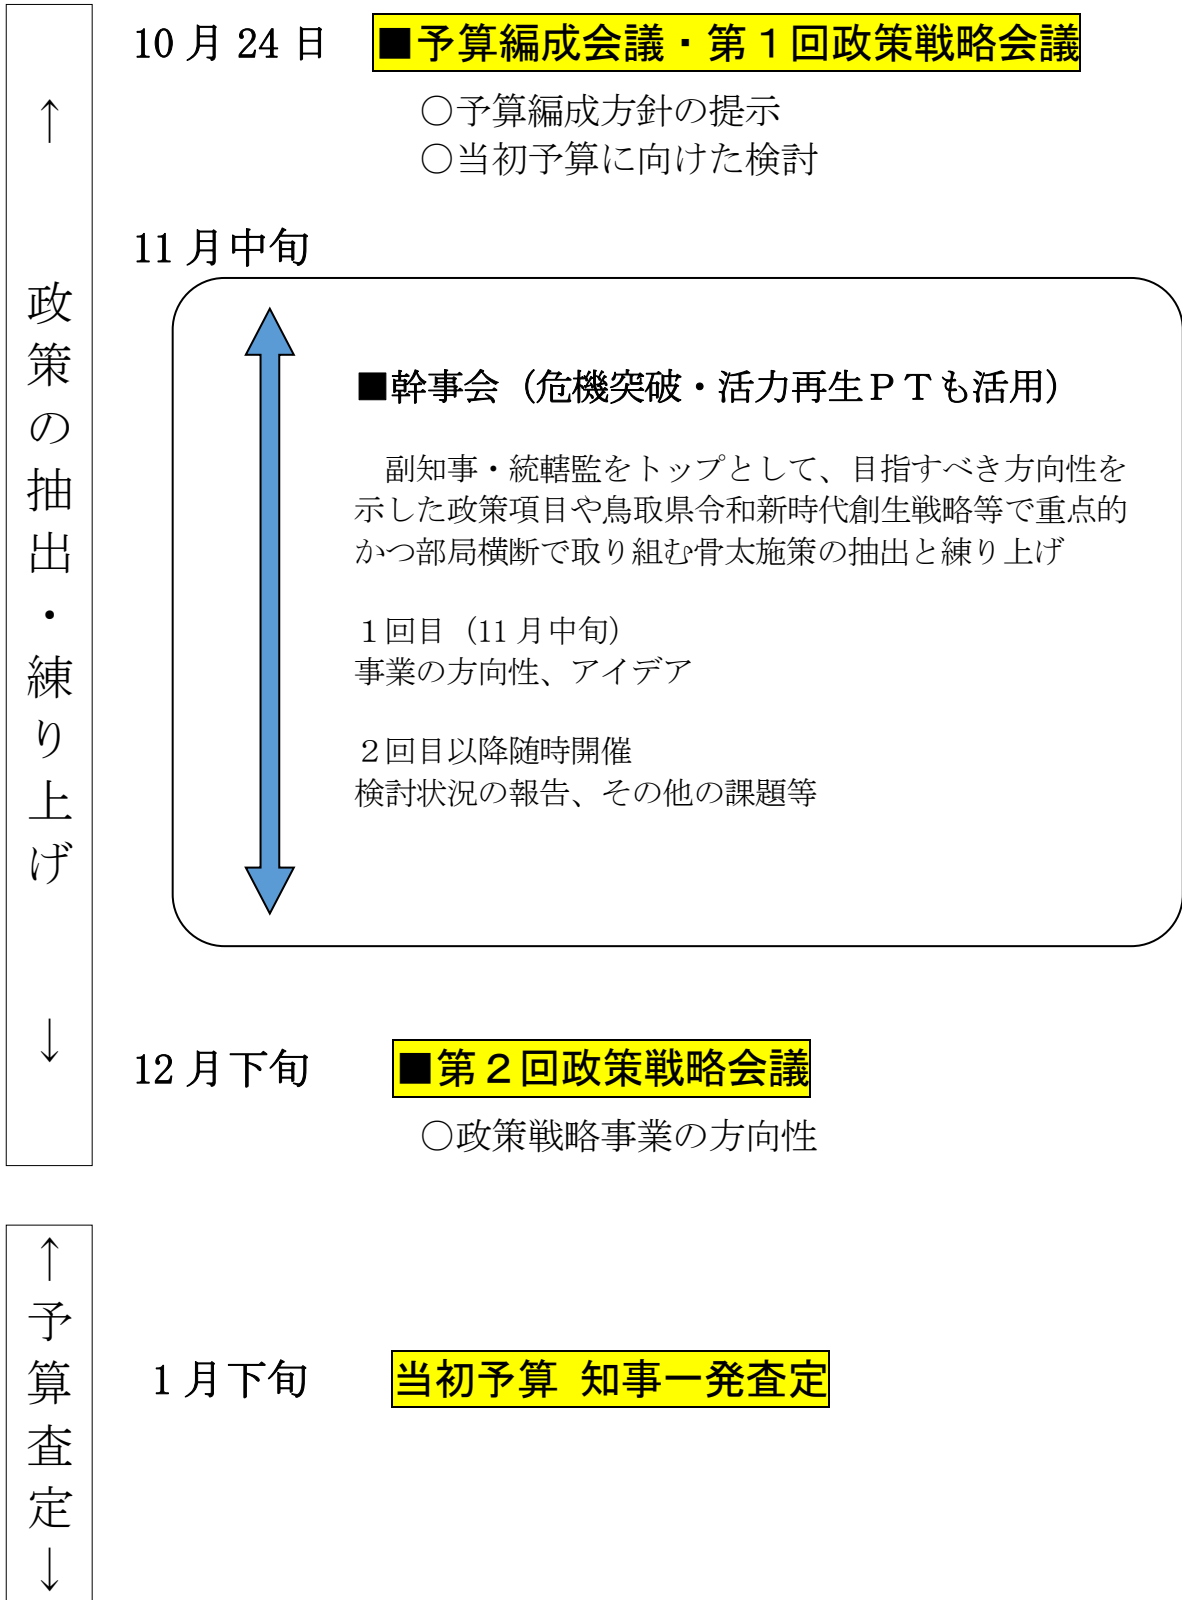 ↑
政策の抽出・練り上げ
↓
10月24日 ■予算編成会議・第1回政策戦略会議
○予算編成方針の提示
○当初予算に向けた検討
11月中旬
■幹事会（危機突破・活力再生ＰＴも活用）
副知事・統轄監をトップとして、目指すべき方向性を
示した政策項目や鳥取県令和新時代創生戦略等で重点的
かつ部局横断で取り組む骨太施策の抽出と練り上げ
１回目（11月中旬）
事業の方向性、アイデア
２回目以降随時開催
検討状況の報告、その他の課題等
12月下旬 ■第２回政策戦略会議
○政策戦略事業の方向性
↑
予算査定
↓
1月下旬 当初予算 知事一発査定